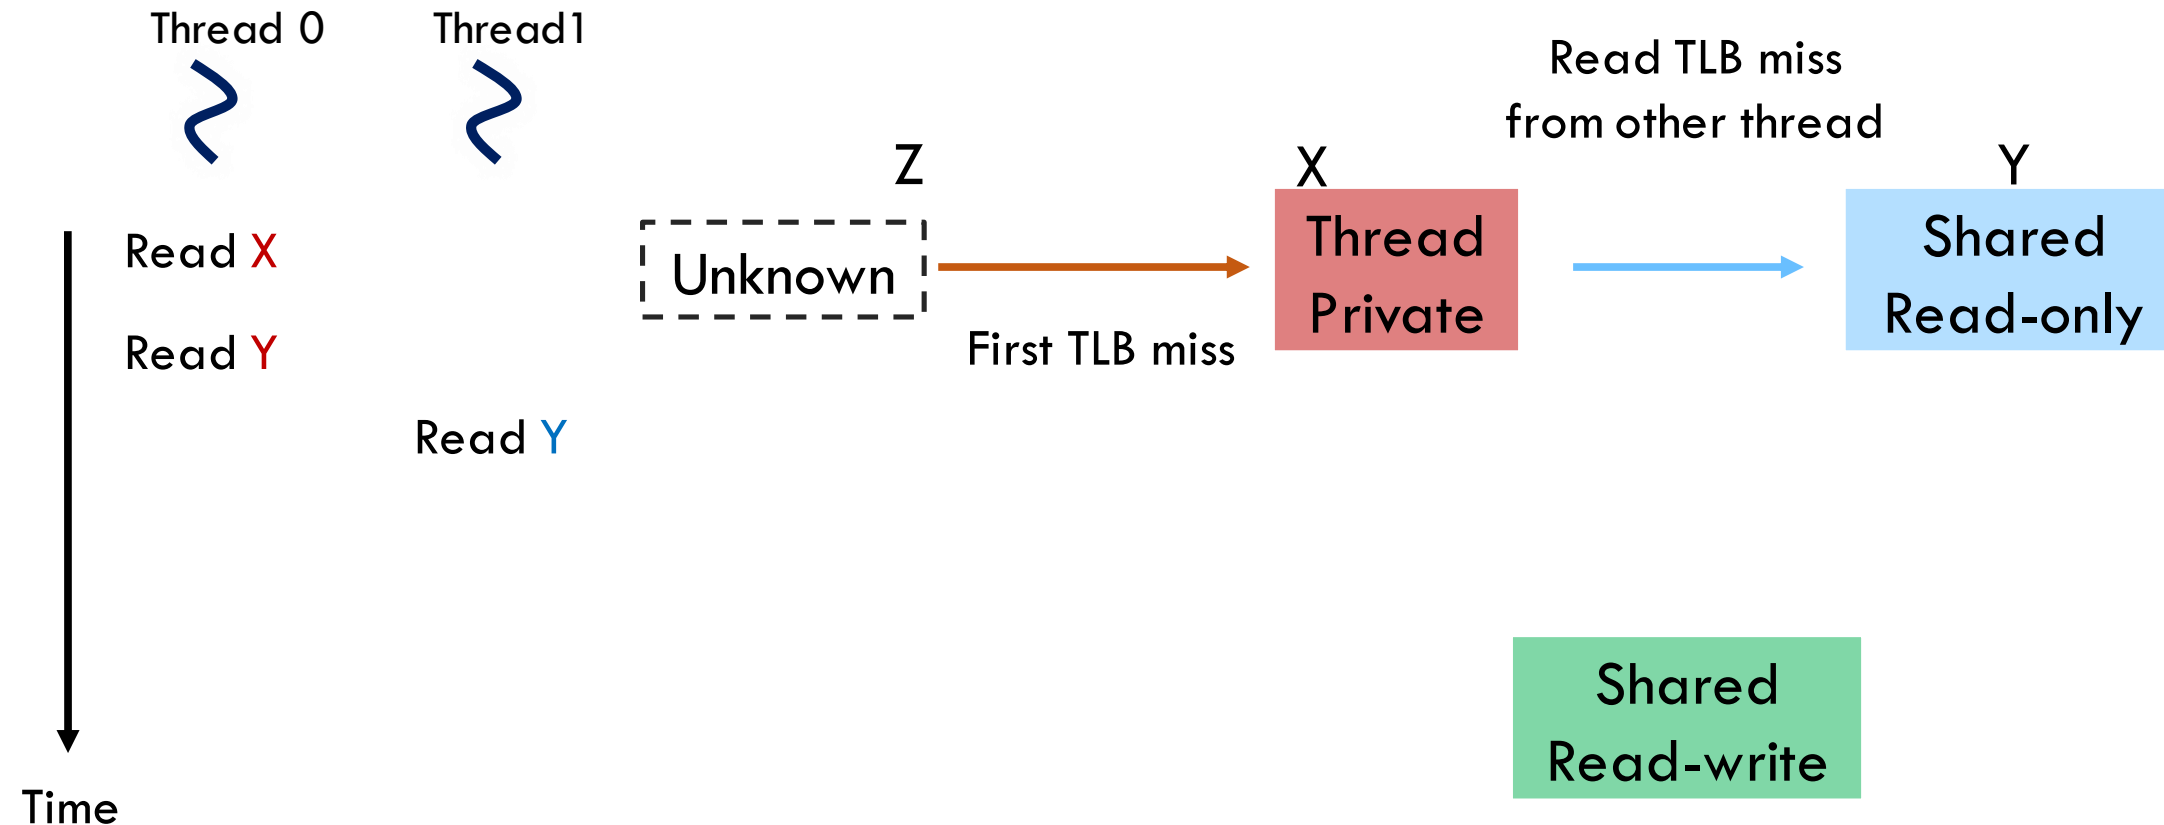 Thread 0
Thread1
Read TLB miss
from other thread
Z
X
Y
Read X
Unknown
Thread
Private
Shared
Read-only
Read Y
First TLB miss
Read Y
Shared
Read-write
Time